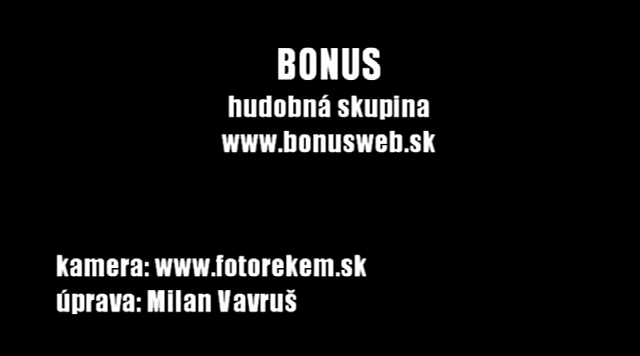 BONUS
hudobná skupina
www.bonusweb.sk
kamera: www.fotorekem.sk
úprava: Milan Vavruš